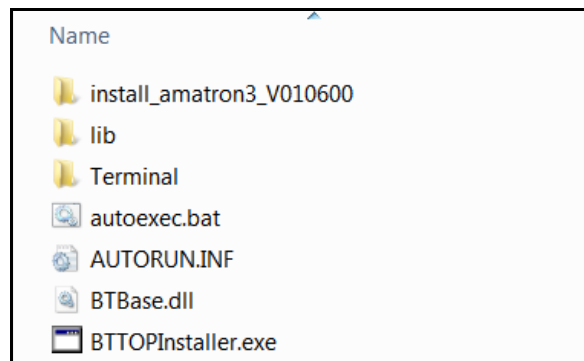 Name
install_amatron3_V010600
lib
Terminal
autoexec.bat
AUTORUN.INF
BTBase.dll
BTTOPInstaller.exe